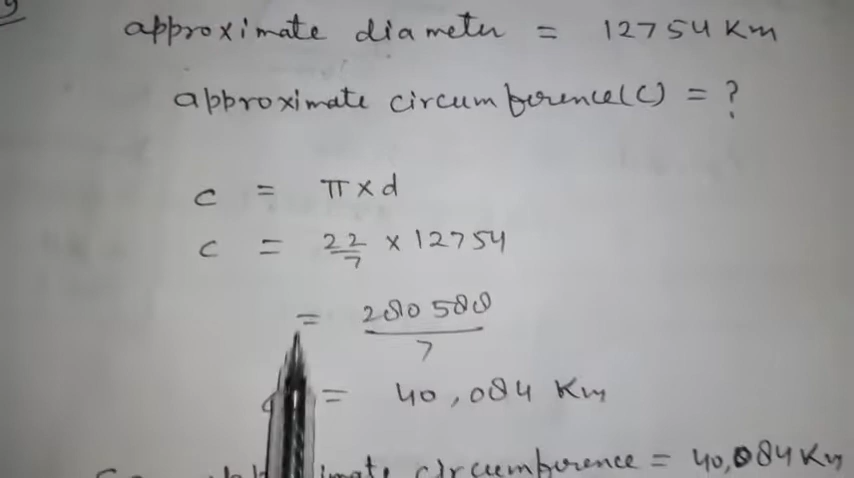 approximate diameter = 12754 Km
approximate circumference(C) = ?
C = π x d
C = 22/7 x 12754
= 280588/7
= 40,084 Km
circumference = 40,084 Km